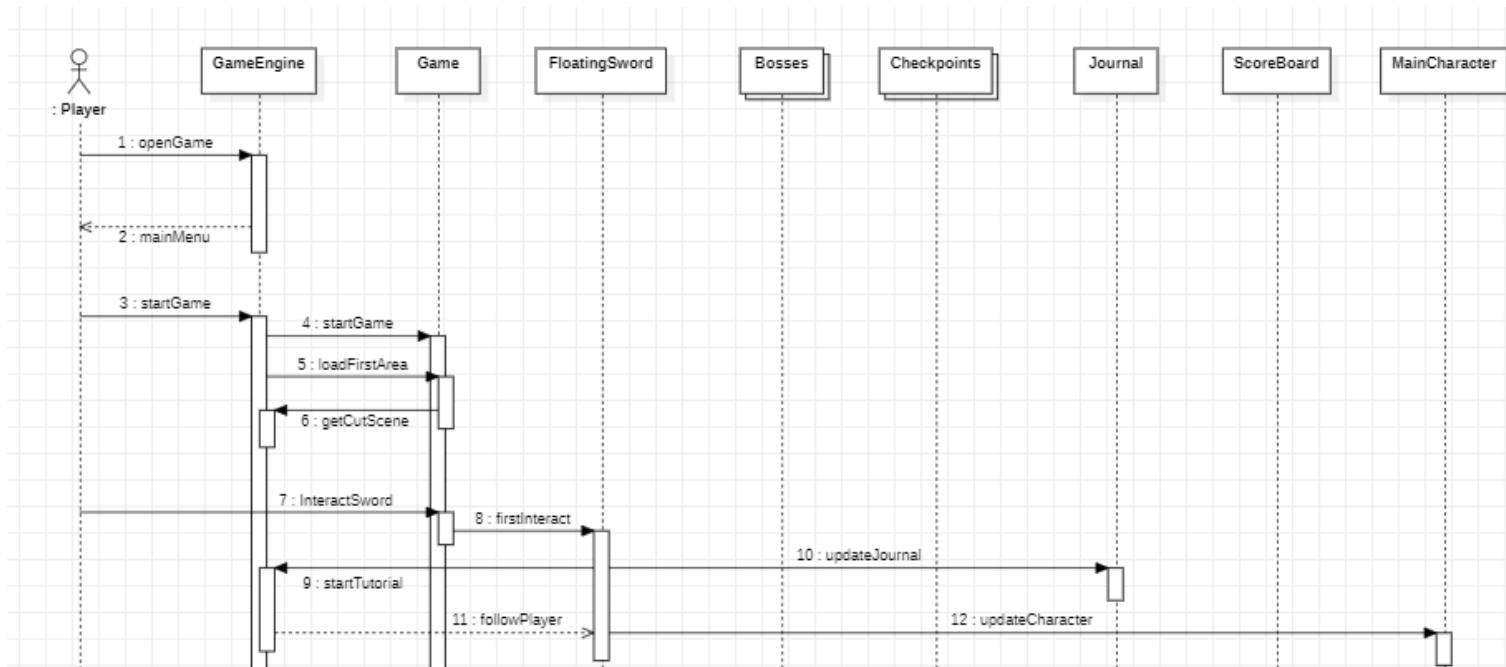 GameEngine
Game
FloatingSword
Bosses
Checkpoints
Journal
ScoreBoard
MainCharacter
: Player
1 : openGame
2 : mainMenu
3 : startGame
4 : startGame
5 : loadFirstArea
6 : getCutScene
7 : InteractSword
8 : firstInteract
10 : updateJournal
9 : startTutorial
11 : followPlayer
12 : updateCharacter